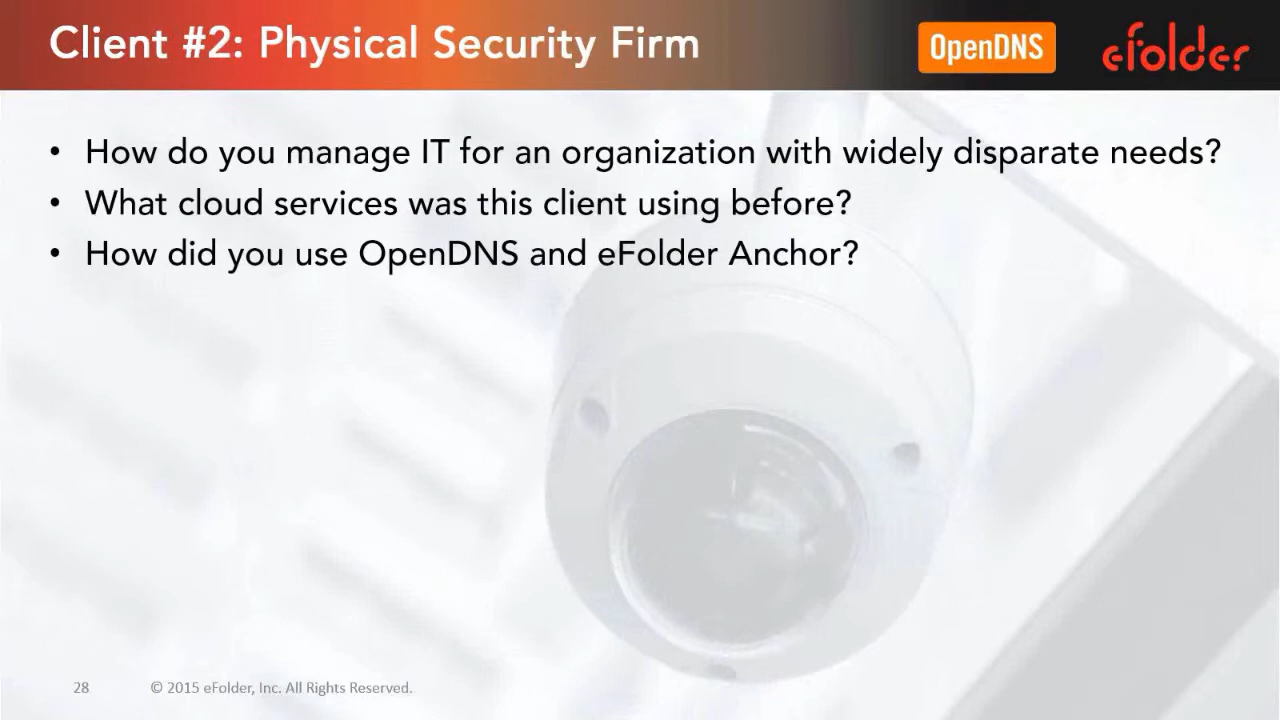 Client #2: Physical Security Firm
OpenDNS
eFolder
• How do you manage IT for an organization with widely disparate needs?
• What cloud services was this client using before?
• How did you use OpenDNS and eFolder Anchor?
28
© 2015 eFolder, Inc. All Rights Reserved.